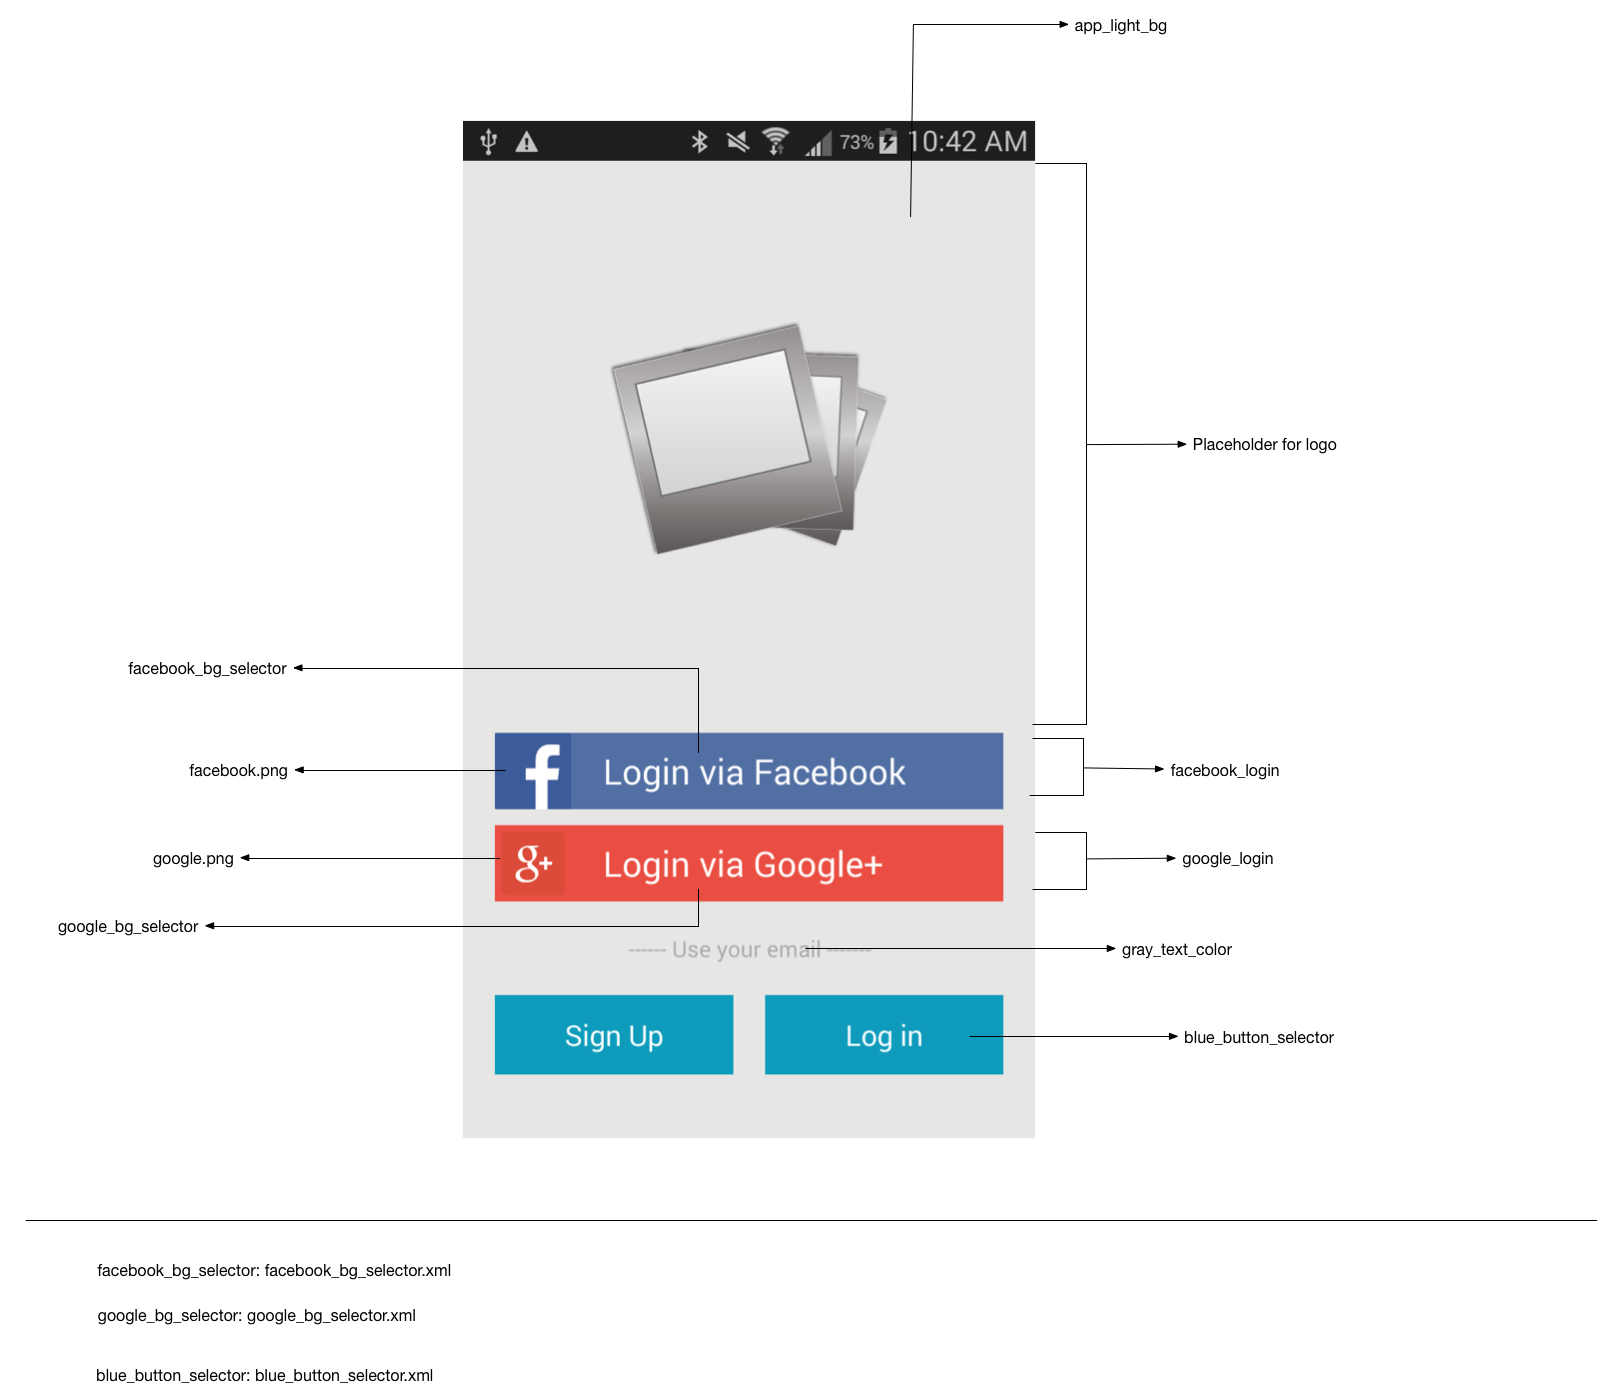 app_light_bg
73% 10:42 AM
Placeholder for logo
facebook_bg_selector
facebook.png
f Login via Facebook
facebook_login
google.png
g+ Login via Google+
google_login
google_bg_selector
------ Use your email -------
gray_text_color
Sign Up
Log in
blue_button_selector
facebook_bg_selector: facebook_bg_selector.xml
google_bg_selector: google_bg_selector.xml
blue_button_selector: blue_button_selector.xml